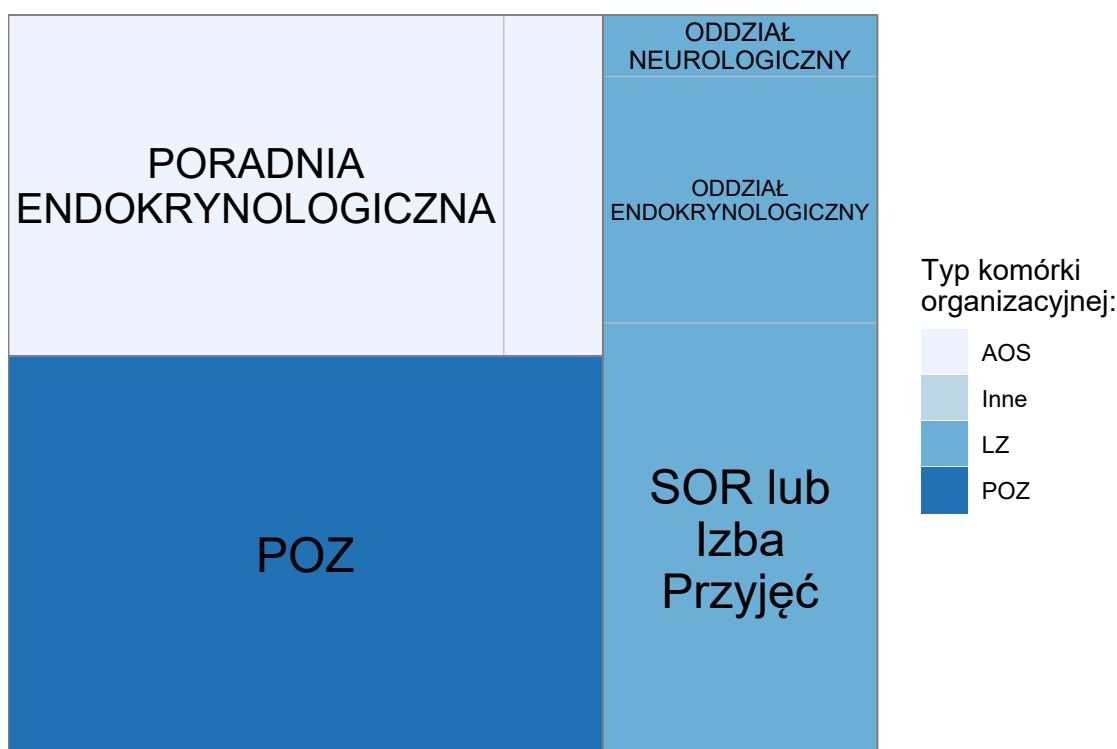 PORADNIA
ENDOKRYNOLOGICZNA
ODDZIAŁ
NEUROLOGICZNY
ODDZIAŁ
ENDOKRYNOLOGICZNY
POZ
SOR lub
Izba
Przyjęć
Typ komórki
organizacyjnej:
AOS
Inne
LZ
POZ